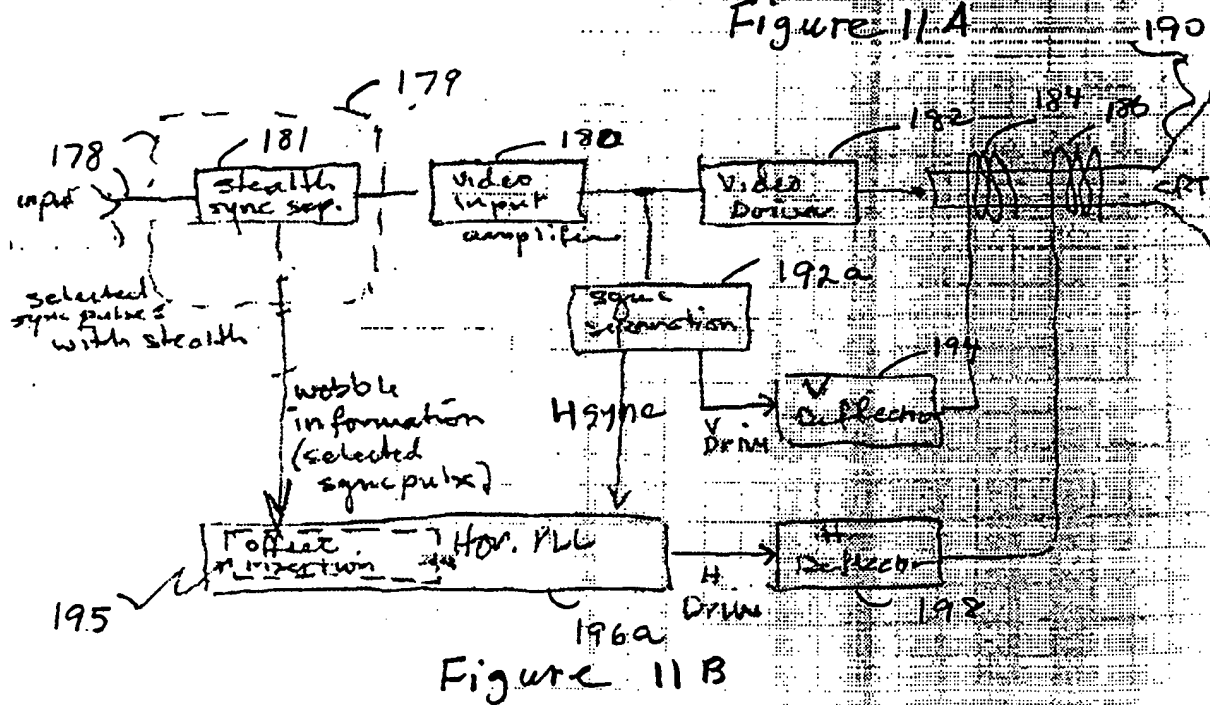 Figure 11A
190
179
184
186
182
181
180
178
input
stealth
sync sep.
Video
input
amplifier
Video
Driver
CRT
192a
sync
separation
selected
sync pulses
with stealth
194
wobble
information
(selected
sync pulse)
H sync
V
Drive
V
Deflection
offset
insertion
Hor. PLL
H
Drive
H
Deflection
195
196a
198
Figure 11B